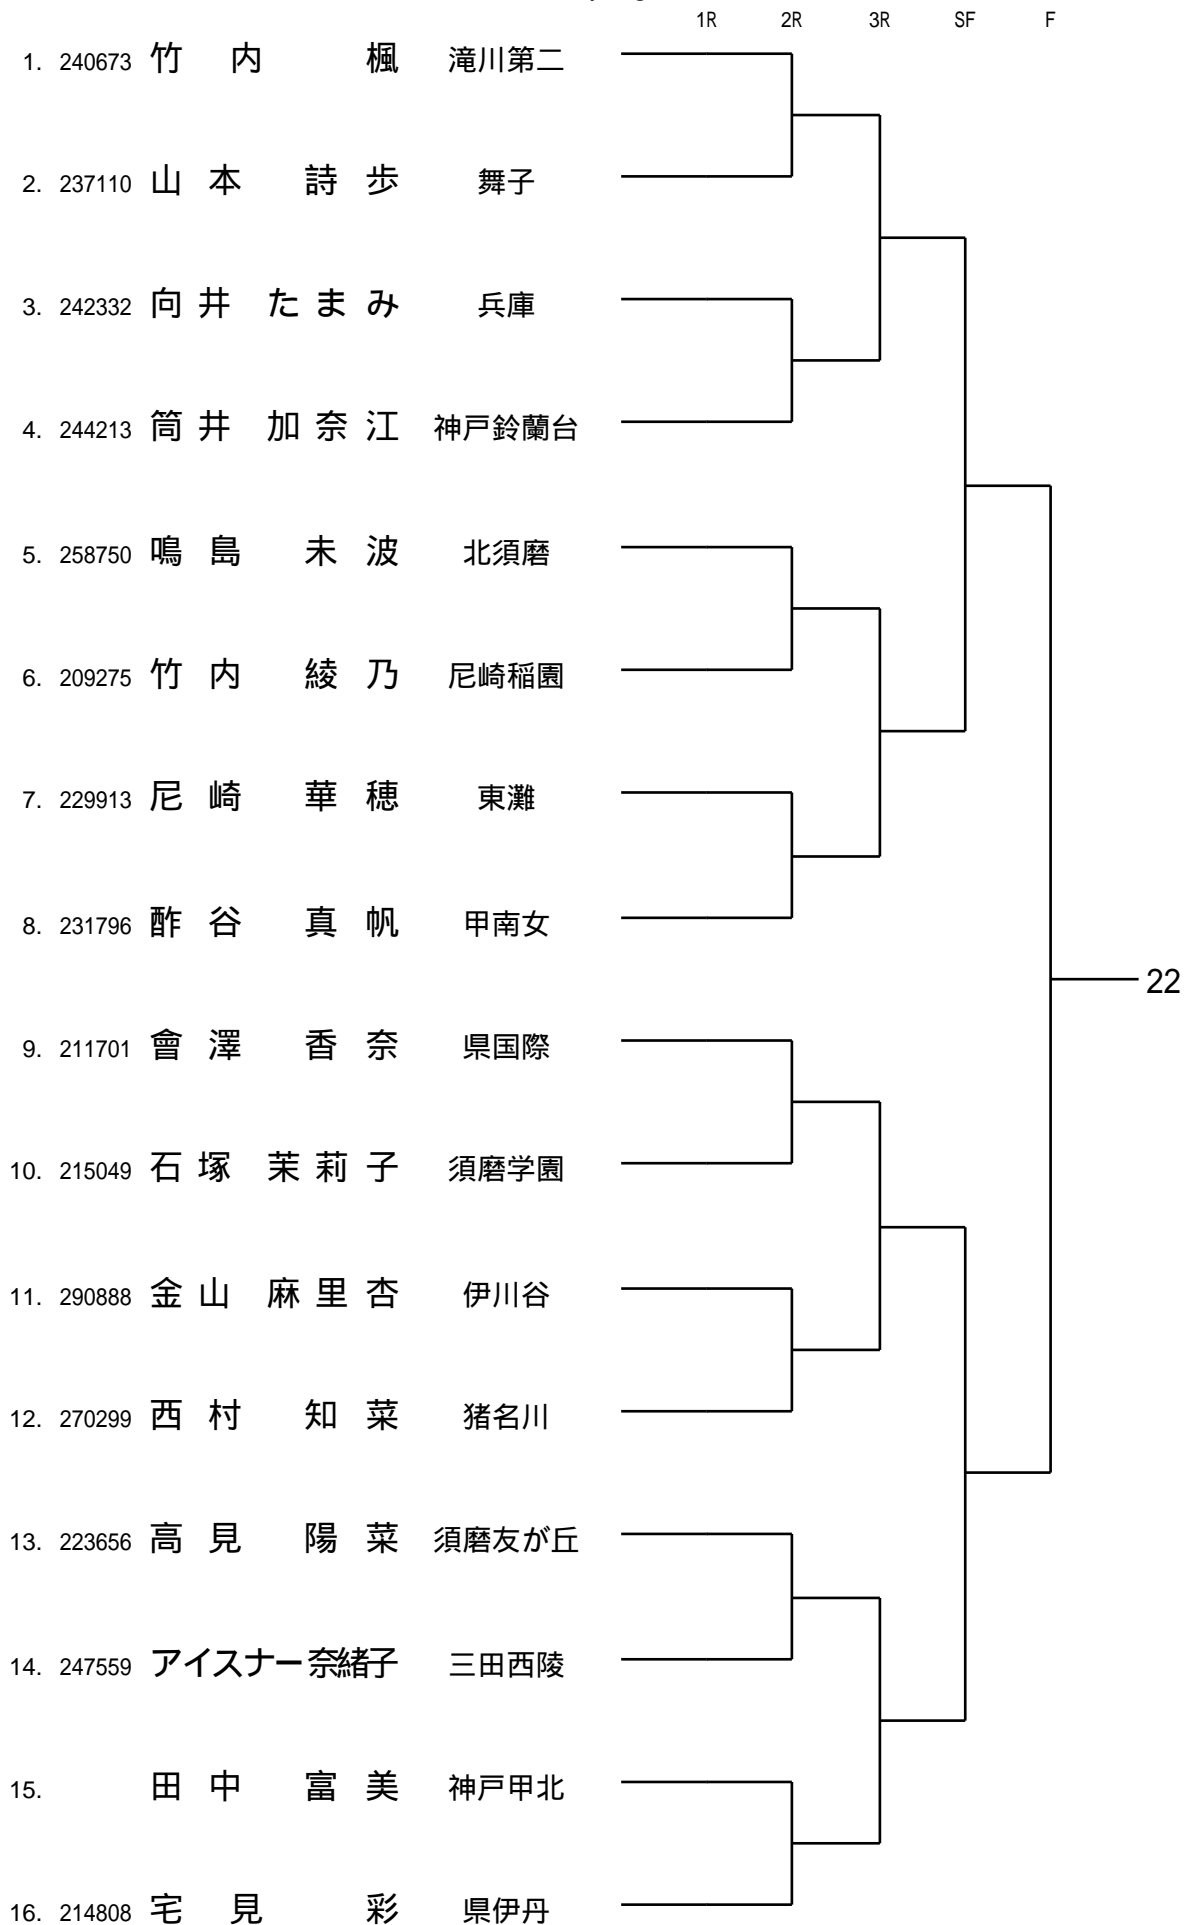 1R 2R 3R SF F
1. 240673 竹内 楓 滝川第二
2. 237110 山本 詩歩 舞子
3. 242332 向井 たまみ 兵庫
4. 244213 筒井 加奈江 神戸鈴蘭台
5. 258750 鳴島 未波 北須磨
6. 209275 竹内 綾乃 尼崎稲園
7. 229913 尼崎 華穂 東灘
8. 231796 酢谷 真帆 甲南女
22
9. 211701 會澤 香奈 県国際
10. 215049 石塚 茉莉子 須磨学園
11. 290888 金山 麻里杏 伊川谷
12. 270299 西村 知菜 猪名川
13. 223656 高見 陽菜 須磨友が丘
14. 247559 アイスナー奈緒子 三田西陵
15. 田中 富美 神戸甲北
16. 214808 宅見 彩 県伊丹